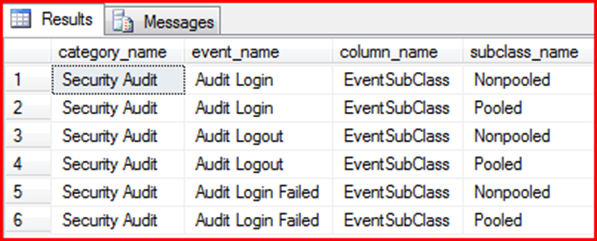 Results Messages
category_name event_name column_name subclass_name
1 Security Audit Audit Login EventSubClass Nonpooled
2 Security Audit Audit Login EventSubClass Pooled
3 Security Audit Audit Logout EventSubClass Nonpooled
4 Security Audit Audit Logout EventSubClass Pooled
5 Security Audit Audit Login Failed EventSubClass Nonpooled
6 Security Audit Audit Login Failed EventSubClass Pooled